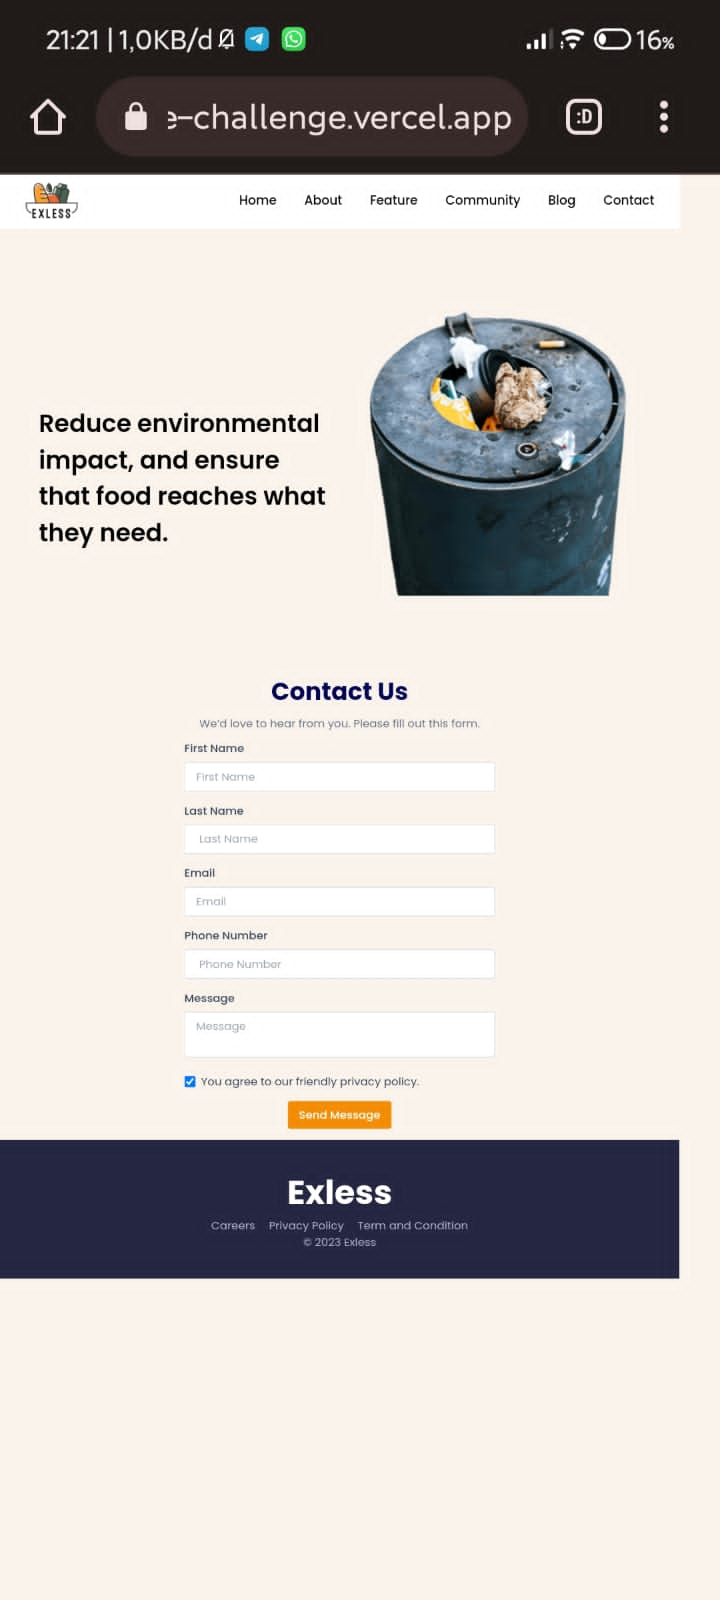 21:21 | 1,0KB/d
16%
e-challenge.vercel.app
:D
EXLESS
Home About Feature Community Blog Contact
Reduce environmental
impact, and ensure
that food reaches what
they need.
Contact Us
We'd love to hear from you. Please fill out this form.
First Name
First Name
Last Name
Last Name
Email
Email
Phone Number
Phone Number
Message
Message
You agree to our friendly privacy policy.
Send Message
Exless
Careers Privacy Policy Term and Condition
© 2023 Exless